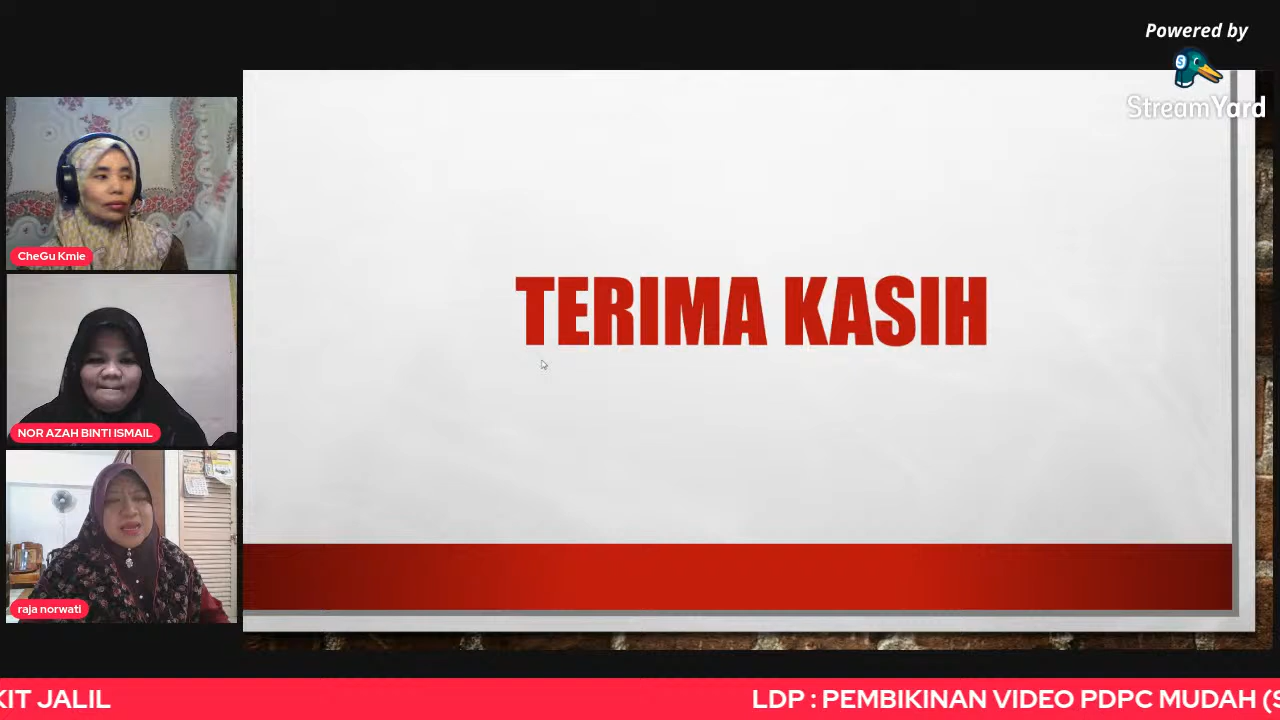 Powered by
StreamYard
CheGu Kmie
NOR AZAH BINTI ISMAIL
raja norwati
TERIMA KASIH
KIT JALIL
LDP : PEMBIKINAN VIDEO PDPC MUDAH (S